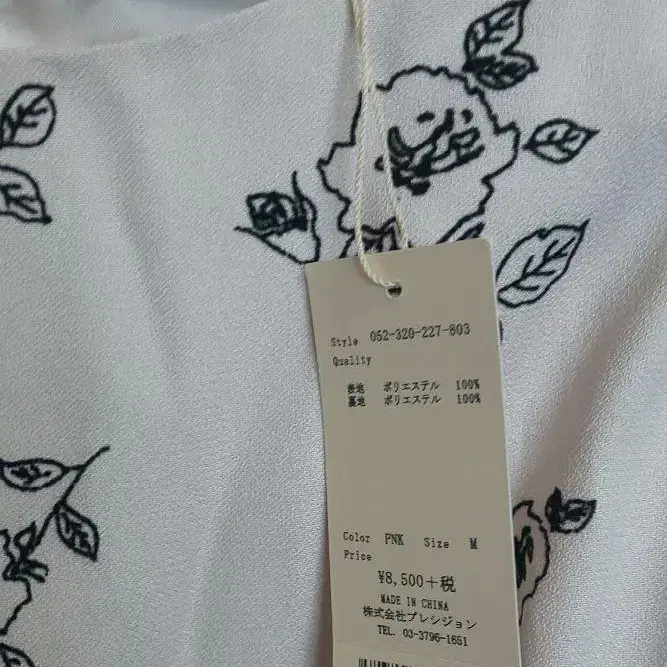 Style 052-320-227-803
Quality
表地 ポリエステル 100%
裏地 ポリエステル 100%
Color PNK Size M
Price
¥8,500+税
MADE IN CHINA
株式会社プレシジョン
TEL. 03-3796-1651